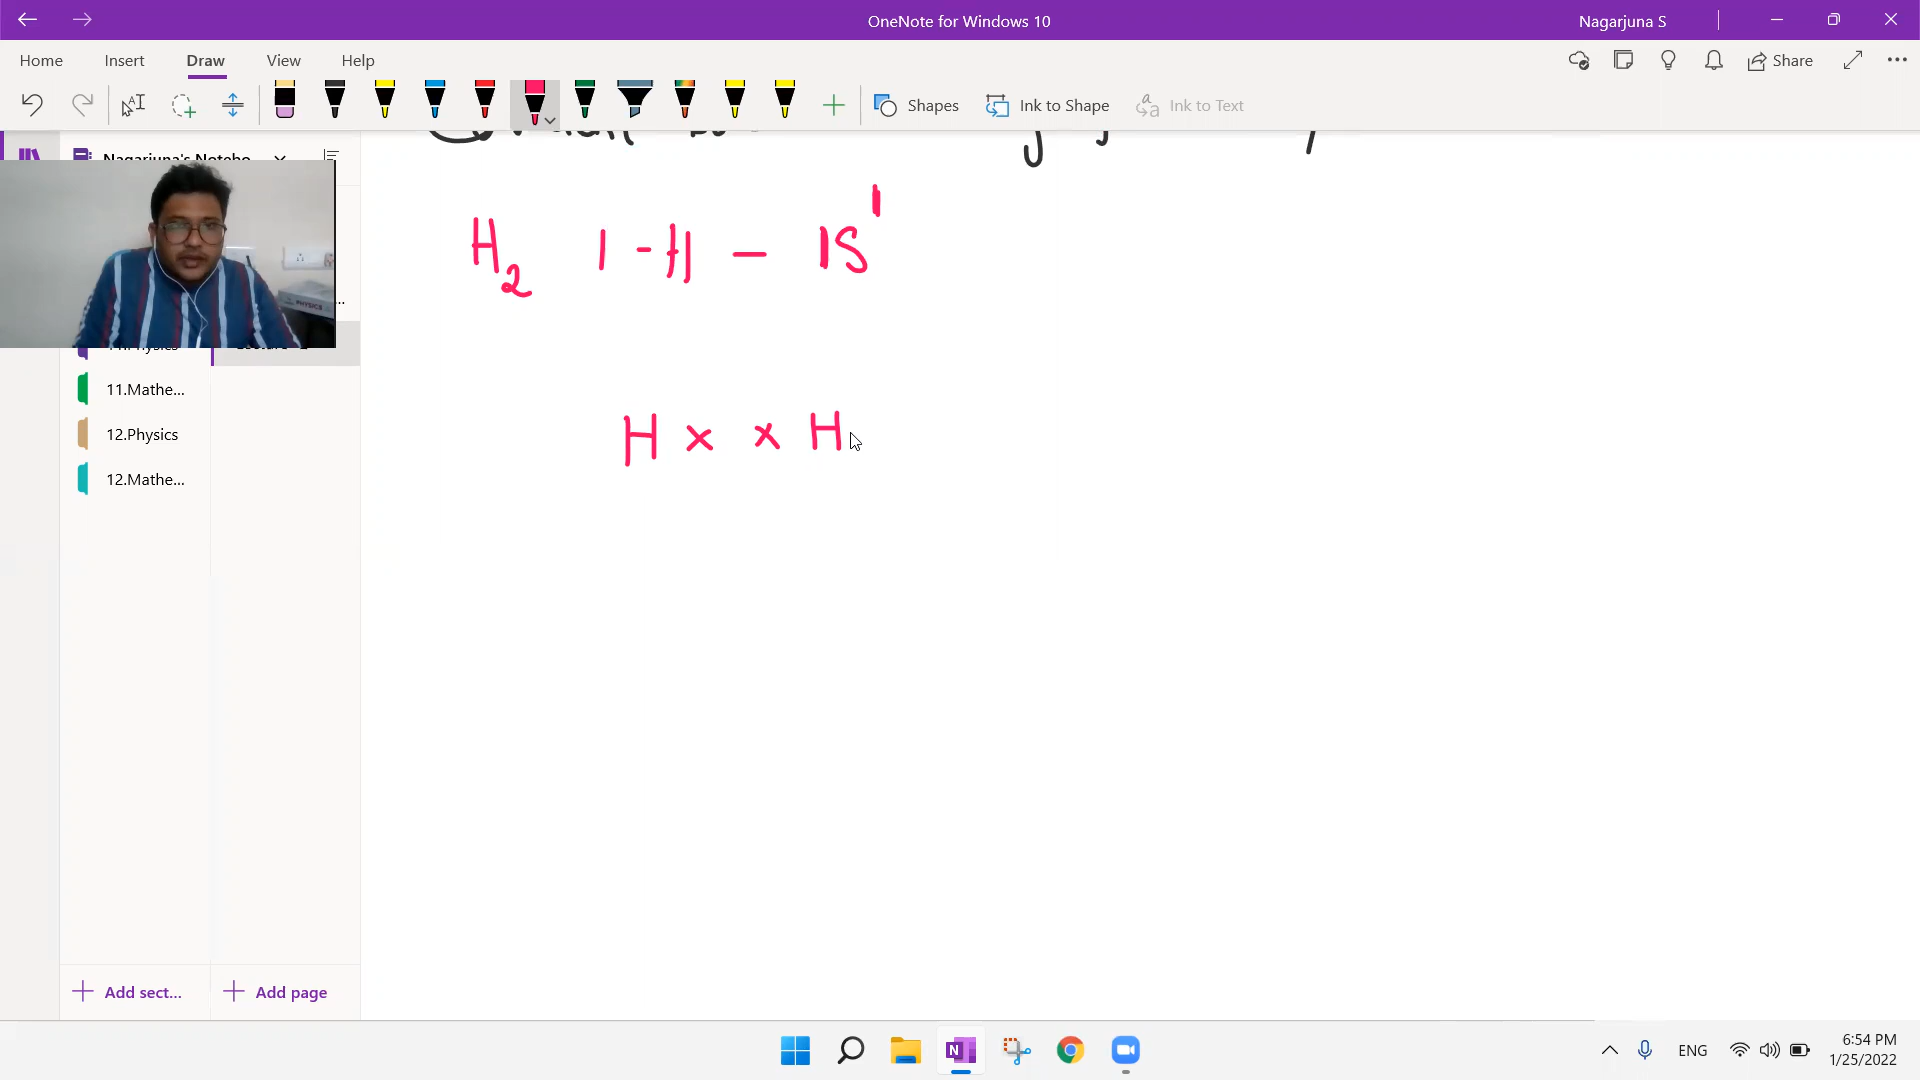 OneNote for Windows 10 Nagarjuna S
Home Insert Draw View Help Share
Shapes Ink to Shape Ink to Text
Nagarjuna's Notebo
H2 1 - H - 1S1
11.Mathe...
H x x H
12.Physics
12.Mathe...
Add sect... Add page
ENG
6:54 PM
1/25/2022